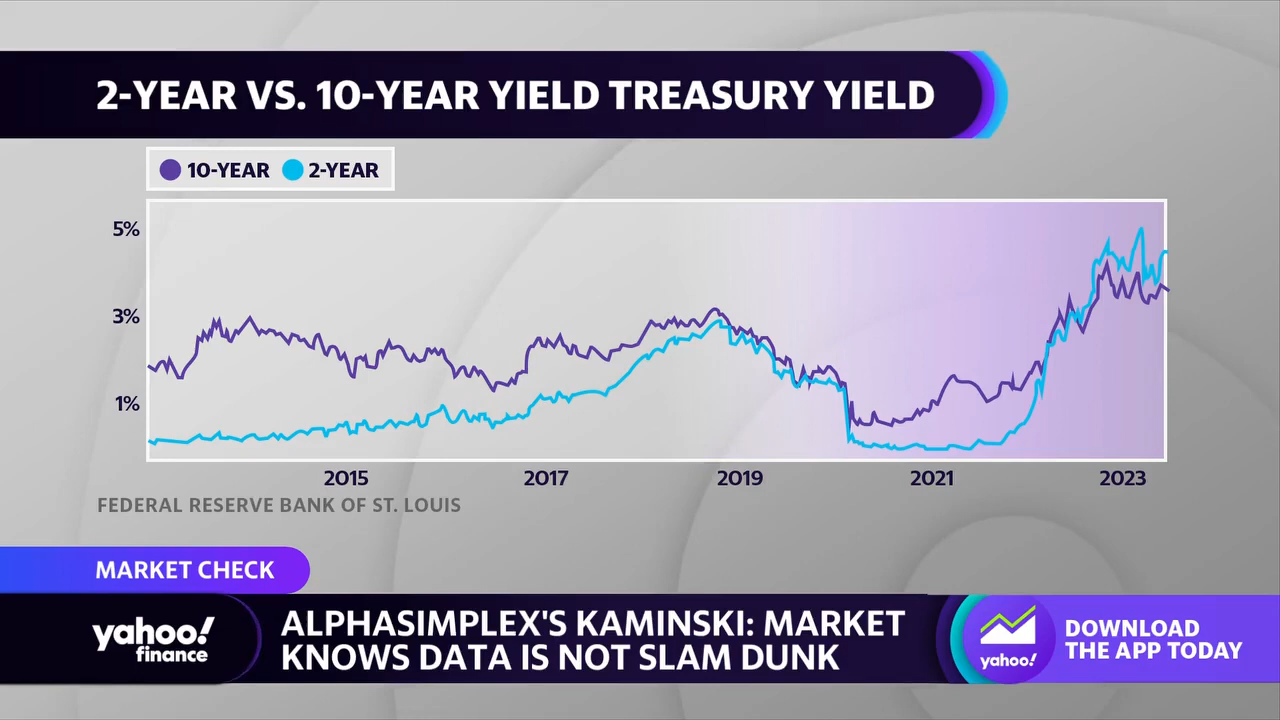 2-YEAR VS. 10-YEAR YIELD TREASURY YIELD
10-YEAR 2-YEAR
5%
3%
1%
2015 2017 2019 2021 2023
FEDERAL RESERVE BANK OF ST. LOUIS
MARKET CHECK
yahoo!
finance
ALPHASIMPLEX'S KAMINSKI: MARKET
KNOWS DATA IS NOT SLAM DUNK
yahoo!
DOWNLOAD
THE APP TODAY